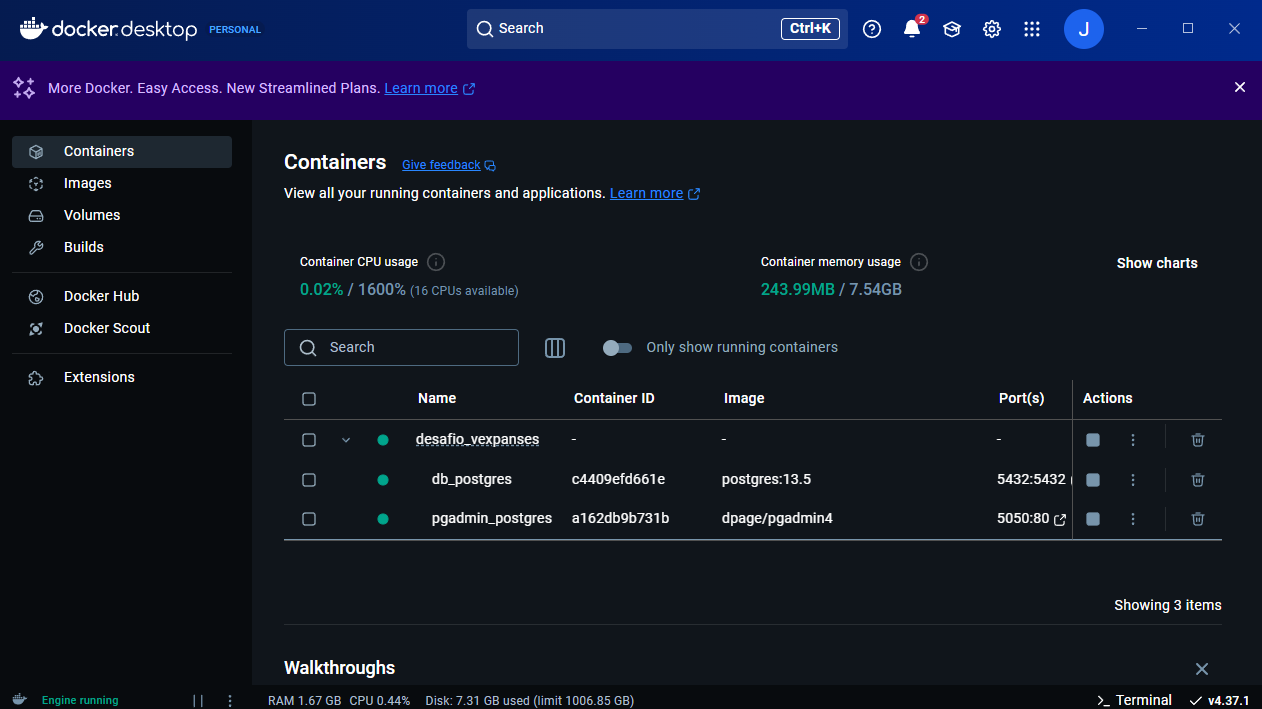 docker desktop PERSONAL
Search
Ctrl+K
2
J
More Docker. Easy Access. New Streamlined Plans. Learn more
Containers
Images
Volumes
Builds
Docker Hub
Docker Scout
Extensions
Containers Give feedback
View all your running containers and applications. Learn more
Container CPU usage
0.02% / 1600% (16 CPUs available)
Container memory usage
243.99MB / 7.54GB
Show charts
Search
Only show running containers
Name Container ID Image Port(s) Actions
desafio_vexpanses - - -
db_postgres c4409efd661e postgres:13.5 5432:5432
pgadmin_postgres a162db9b731b dpage/pgadmin4 5050:80
Showing 3 items
Walkthroughs
Engine running RAM 1.67 GB CPU 0.44% Disk: 7.31 GB used (limit 1006.85 GB) >_ Terminal v4.37.1